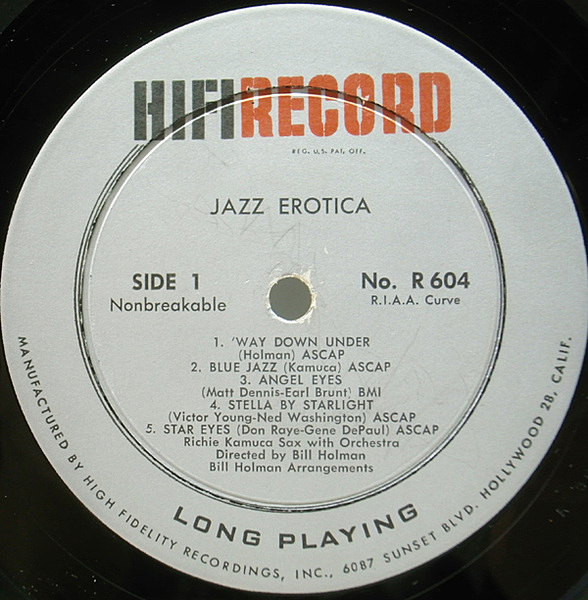 HIFIRECORD
REG. U.S. PAT. OFF.
JAZZ EROTICA
SIDE 1
Nonbreakable
No. R 604
R.I.A.A. Curve
1. 'WAY DOWN UNDER
(Holman) ASCAP
2. BLUE JAZZ (Kamuca) ASCAP
3. ANGEL EYES
(Matt Dennis-Earl Brunt) BMI
4. STELLA BY STARLIGHT
(Victor Young-Ned Washington) ASCAP
5. STAR EYES (Don Raye-Gene DePaul) ASCAP
Richie Kamuca Sax with Orchestra
Directed by Bill Holman
Bill Holman Arrangements
LONG PLAYING
MANUFACTURED BY HIGH FIDELITY RECORDINGS, INC., 6087 SUNSET BLVD. HOLLYWOOD 28, CALIF.